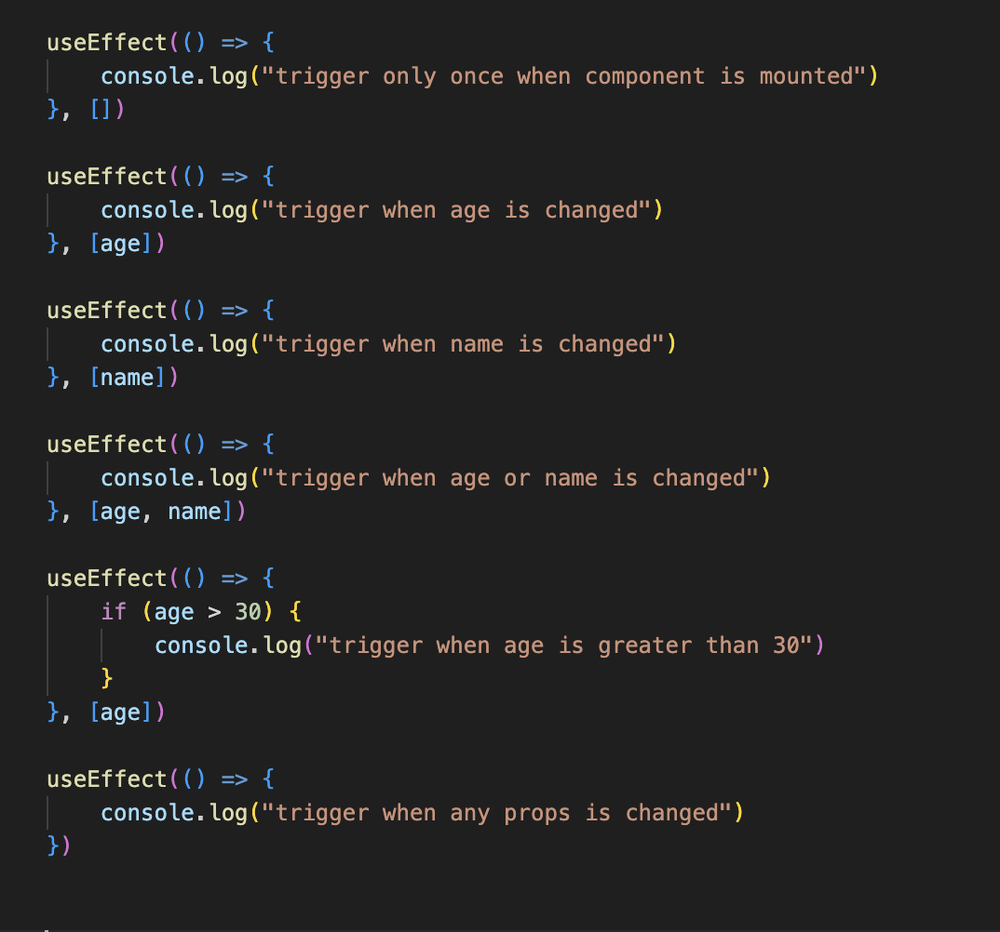 useEffect(() => {
console.log("trigger only once when component is mounted")
}, [])
useEffect(() => {
console.log("trigger when age is changed")
}, [age])
useEffect(() => {
console.log("trigger when name is changed")
}, [name])
useEffect(() => {
console.log("trigger when age or name is changed")
}, [age, name])
useEffect(() => {
if (age > 30) {
console.log("trigger when age is greater than 30")
}
}, [age])
useEffect(() => {
console.log("trigger when any props is changed")
})